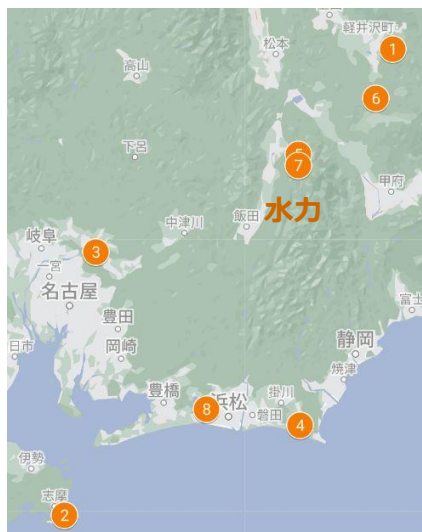 軽井沢町
1
松本
高山
6
5
7
下呂
甲府
水力
飯田
中津川
岐阜
3
一宮
名古屋
富士
豊田
静岡
岡崎
日市
焼津
豊橋
掛川
8
浜松
磐田
4
伊勢
志摩
2